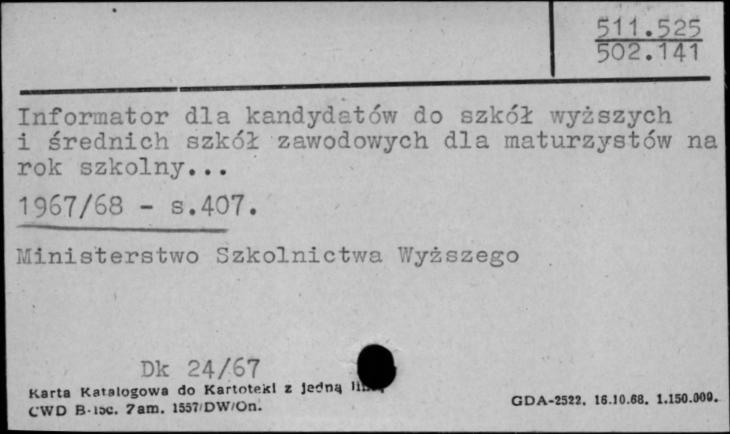 511.525
502.141
Informator dla kandydatów do szkół wyższych
i średnich szkół zawodowych dla maturzystów na
rok szkolny...
1967/68 - s.407.
Ministerstwo Szkolnictwa Wyższego
Dk 24/67
Karta Katalogowa do Kartoteki z jedną
CWD 7am. 1557/DW/On.
GDA-2522. 16.10.68. 1.150.000.